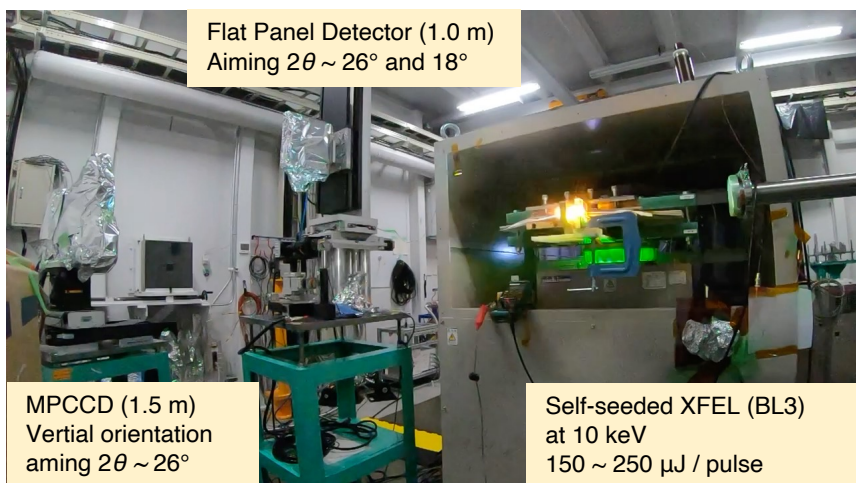 Flat Panel Detector (1.0 m)
Aiming 2θ ~ 26° and 18°
MPCCD (1.5 m)
Vertial orientation
aming 2θ ~ 26°
Self-seeded XFEL (BL3)
at 10 keV
150 ~ 250 µJ / pulse